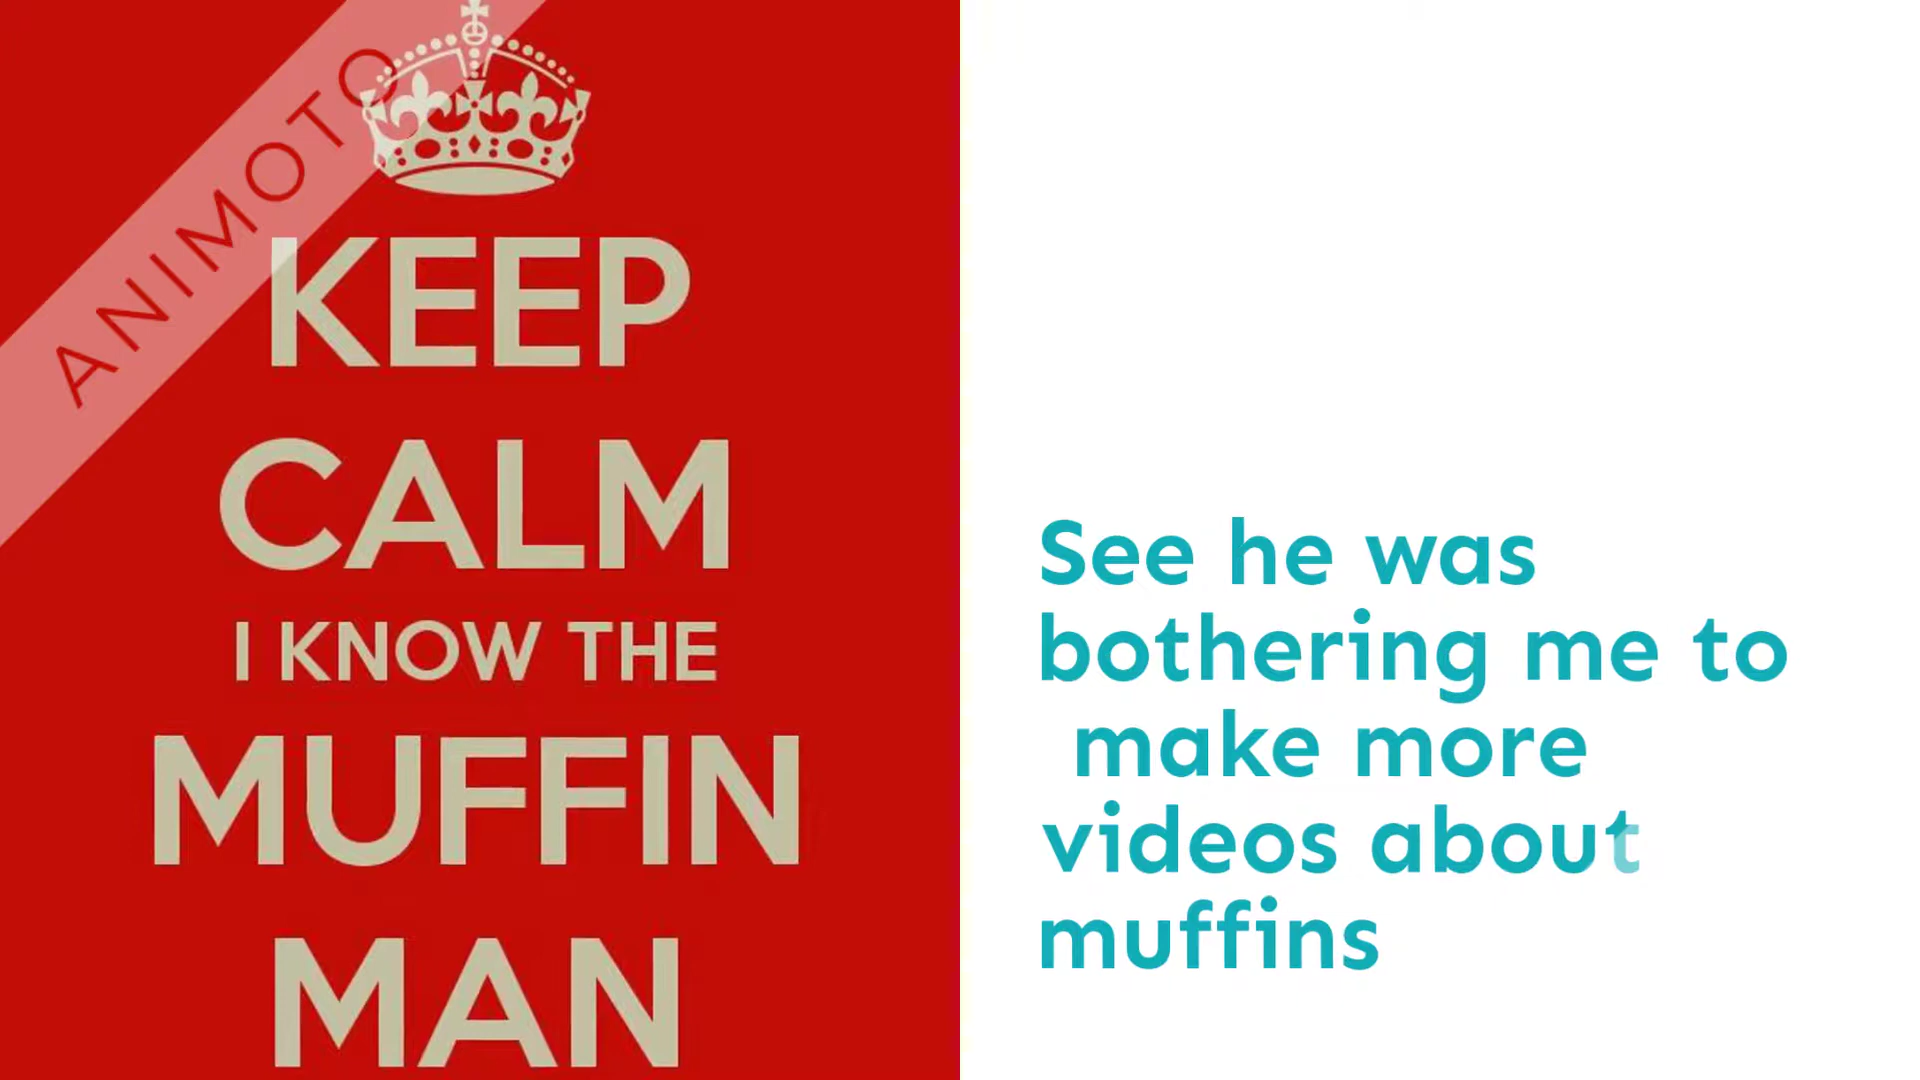 ANIMOTO
KEEP
CALM
I KNOW THE
MUFFIN
MAN
See he was
bothering me to
make more
videos about
muffins